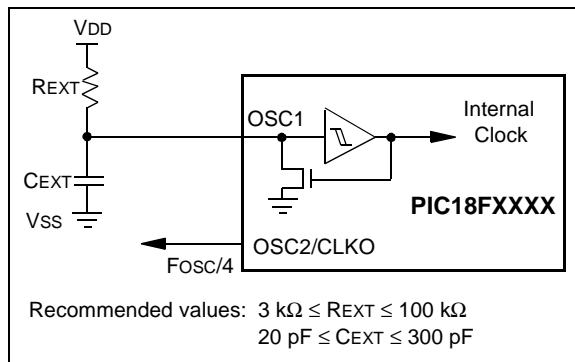 VDD
REXT
OSC1
Internal
Clock
CEXT
PIC18FXXXX
VSS
OSC2/CLKO
FOSC/4
Recommended values: 3 kΩ ≤ REXT ≤ 100 kΩ
20 pF ≤ CEXT ≤ 300 pF